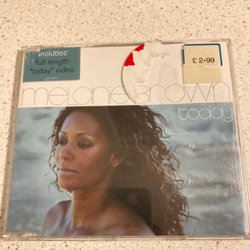 includes
full length
"today" video
£2.99
melanie brown
today